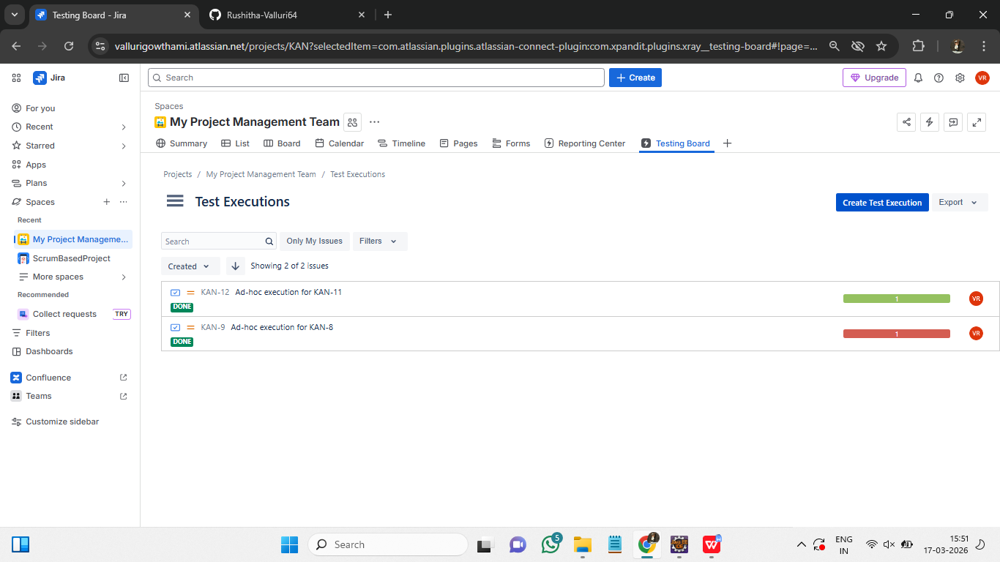 Testing Board - Jira
Rushitha-Valluri64
vallurigowthami.atlassian.net/projects/KAN?selectedItem=com.atlassian.plugins.atlassian-connect-plugin:com.xpandit.plugins.xray__testing-board#!page=...
Jira
Search
Create
Upgrade
VR
For you
Recent
Starred
Apps
Plans
Spaces
Recent
My Project Manageme...
ScrumBasedProject
More spaces
Recommended
Collect requests TRY
Filters
Dashboards
Confluence
Teams
Customize sidebar
Spaces
My Project Management Team
Summary List Board Calendar Timeline Pages Forms Reporting Center Testing Board
Projects / My Project Management Team / Test Executions
Test Executions
Create Test Execution
Export
Search
Only My Issues
Filters
Created
Showing 2 of 2 issues
KAN-12 Ad-hoc execution for KAN-11
DONE
1
VR
KAN-9 Ad-hoc execution for KAN-8
DONE
1
VR
Search
5
ENG
IN
15:51
17-03-2026